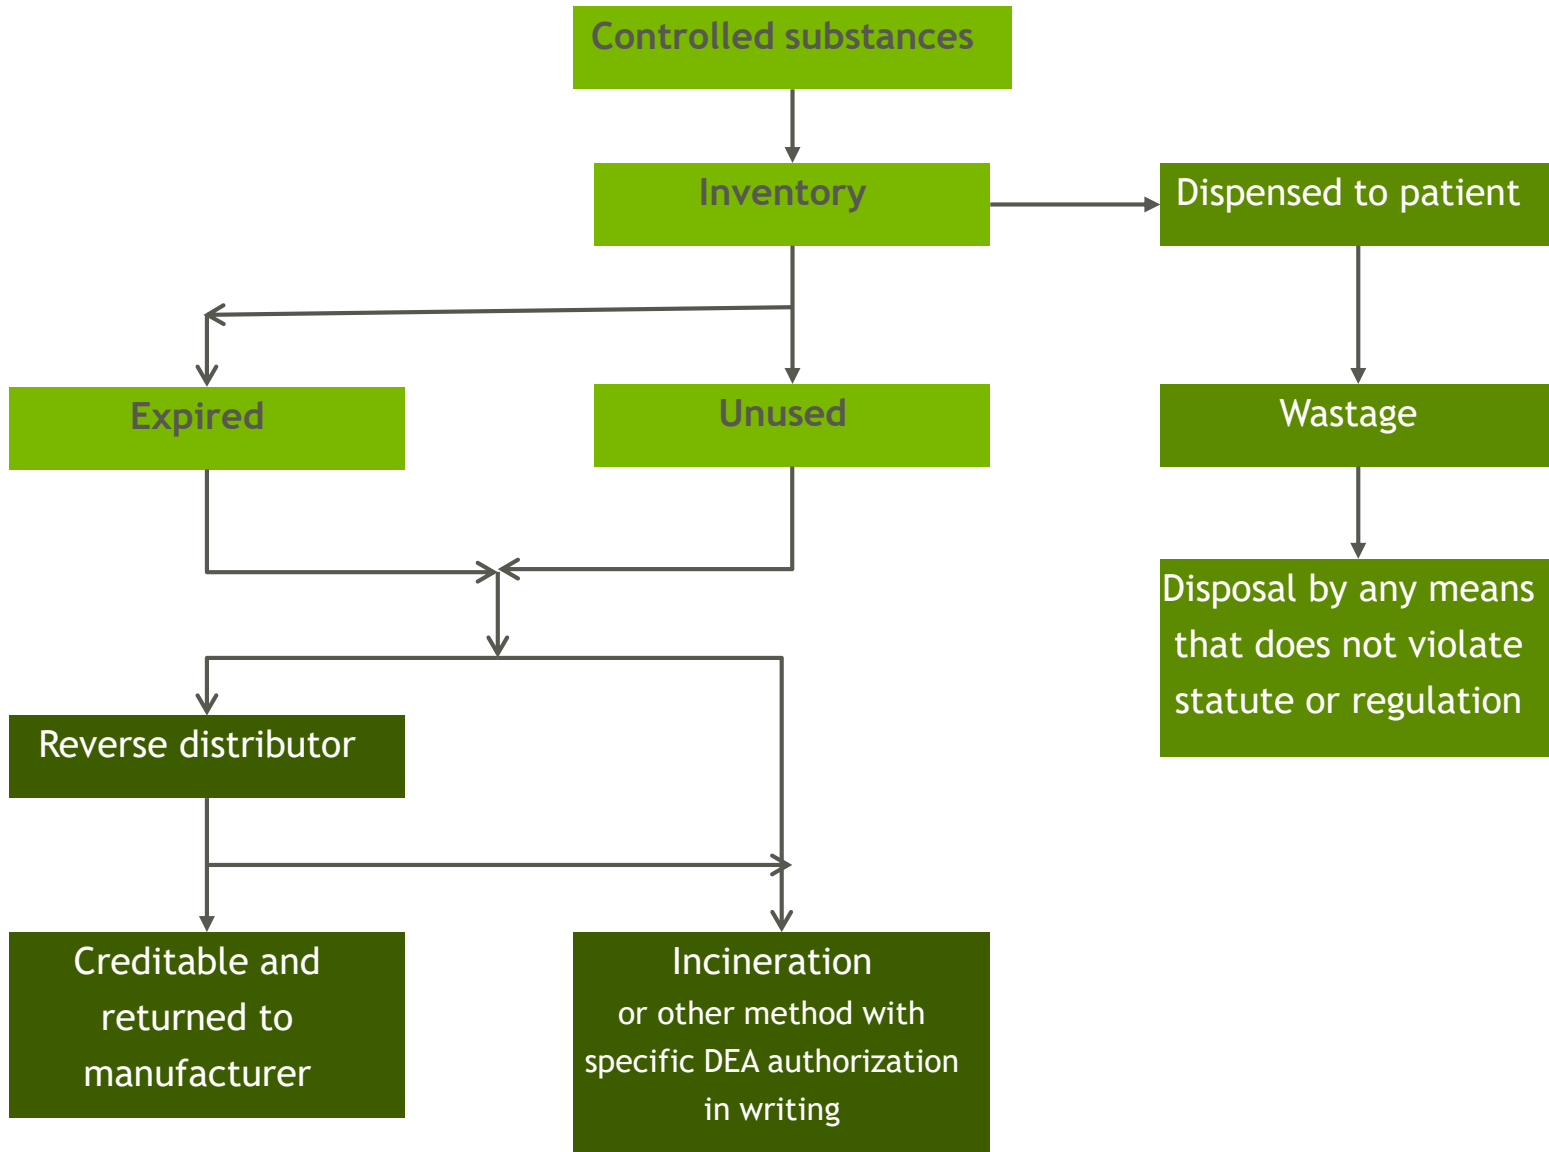 Controlled substances
Inventory
Dispensed to patient
Expired
Unused
Wastage
Disposal by any means
that does not violate
statute or regulation
Reverse distributor
Creditable and
returned to
manufacturer
Incineration
or other method with
specific DEA authorization
in writing